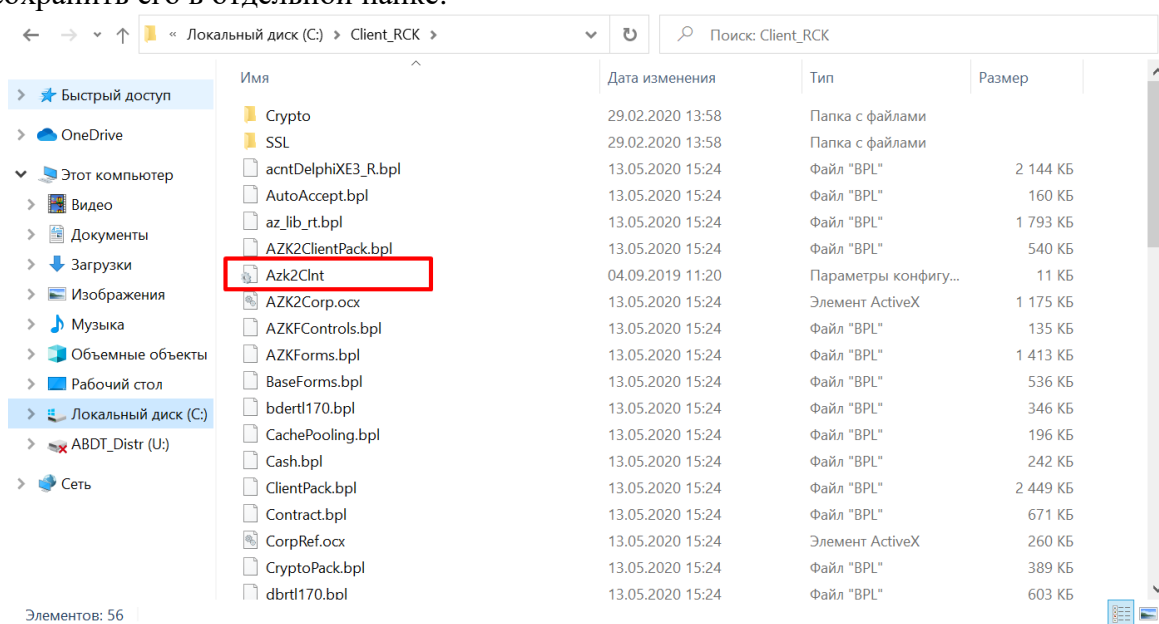 сохранить его в отдельной папке.
« Локальный диск (C:) > Client_RCK > Поиск: Client_RCK
Имя Дата изменения Тип Размер
Быстрый доступ
OneDrive
Этот компьютер
Видео
Документы
Загрузки
Изображения
Музыка
Объемные объекты
Рабочий стол
Локальный диск (C:)
ABDT_Distr (U:)
Сеть
Crypto 29.02.2020 13:58 Папка с файлами
SSL 29.02.2020 13:58 Папка с файлами
acntDelphiXE3_R.bpl 13.05.2020 15:24 Файл "BPL" 2 144 КБ
AutoAccept.bpl 13.05.2020 15:24 Файл "BPL" 160 КБ
az_lib_rt.bpl 13.05.2020 15:24 Файл "BPL" 1 793 КБ
AZK2ClientPack.bpl 13.05.2020 15:24 Файл "BPL" 540 КБ
Azk2Clnt 04.09.2019 11:20 Параметры конфигу... 11 КБ
AZK2Corp.ocx 13.05.2020 15:24 Элемент ActiveX 1 175 КБ
AZKFControls.bpl 13.05.2020 15:24 Файл "BPL" 135 КБ
AZKForms.bpl 13.05.2020 15:24 Файл "BPL" 1 413 КБ
BaseForms.bpl 13.05.2020 15:24 Файл "BPL" 536 КБ
bdertl170.bpl 13.05.2020 15:24 Файл "BPL" 346 КБ
CachePooling.bpl 13.05.2020 15:24 Файл "BPL" 196 КБ
Cash.bpl 13.05.2020 15:24 Файл "BPL" 242 КБ
ClientPack.bpl 13.05.2020 15:24 Файл "BPL" 2 449 КБ
Contract.bpl 13.05.2020 15:24 Файл "BPL" 671 КБ
CorpRef.ocx 13.05.2020 15:24 Элемент ActiveX 260 КБ
CryptoPack.bpl 13.05.2020 15:24 Файл "BPL" 389 КБ
dbrtl170.bpl 13.05.2020 15:24 Файл "BPL" 603 КБ
Элементов: 56